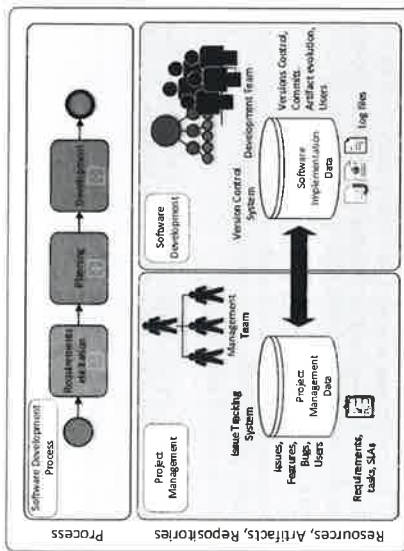 Process
Software Development
Process
Requirements
elicitation
Planning
Development
Resources, Artifacts, Repositories
Project
Management
Management
Team
Issue Tracking
System
Issues,
Features,
Bugs,
Users
Project
Management
Data
Requirements,
tasks, SLAs
Software
Development
Development Team
Version Control
System
Versions Control,
Commits
Artifact evolution,
Users
Software
Implementation
Data
Log files